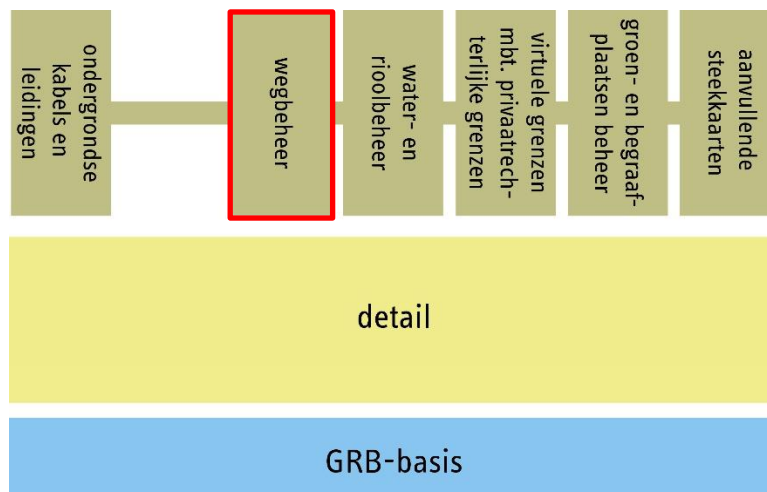 ondergrondse
kabels en
leidingen
wegbeheer
water- en
rioolbeheer
virtuele grenzen
mbt. privaatrech-
terlijke grenzen
groen- en begraaf-
plaatsen beheer
aanvullende
steekkaarten
detail
GRB-basis